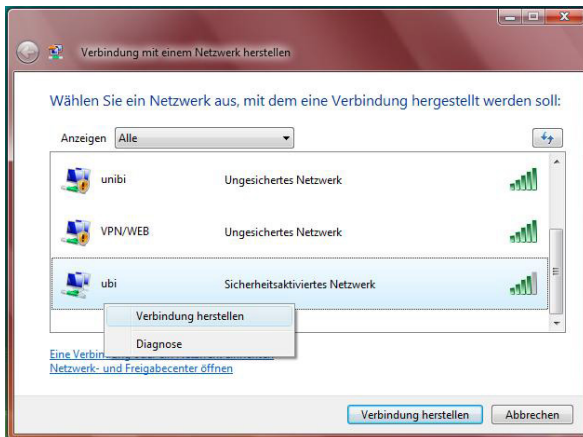 Verbindung mit einem Netzwerk herstellen
Wählen Sie ein Netzwerk aus, mit dem eine Verbindung hergestellt werden soll:
Anzeigen Alle
unibi Ungesichertes Netzwerk
VPN/WEB Ungesichertes Netzwerk
ubi Sicherheitsaktiviertes Netzwerk
Verbindung herstellen
Diagnose
Eine
Netzwerk- und Freigabecenter öffnen
Verbindung herstellen Abbrechen